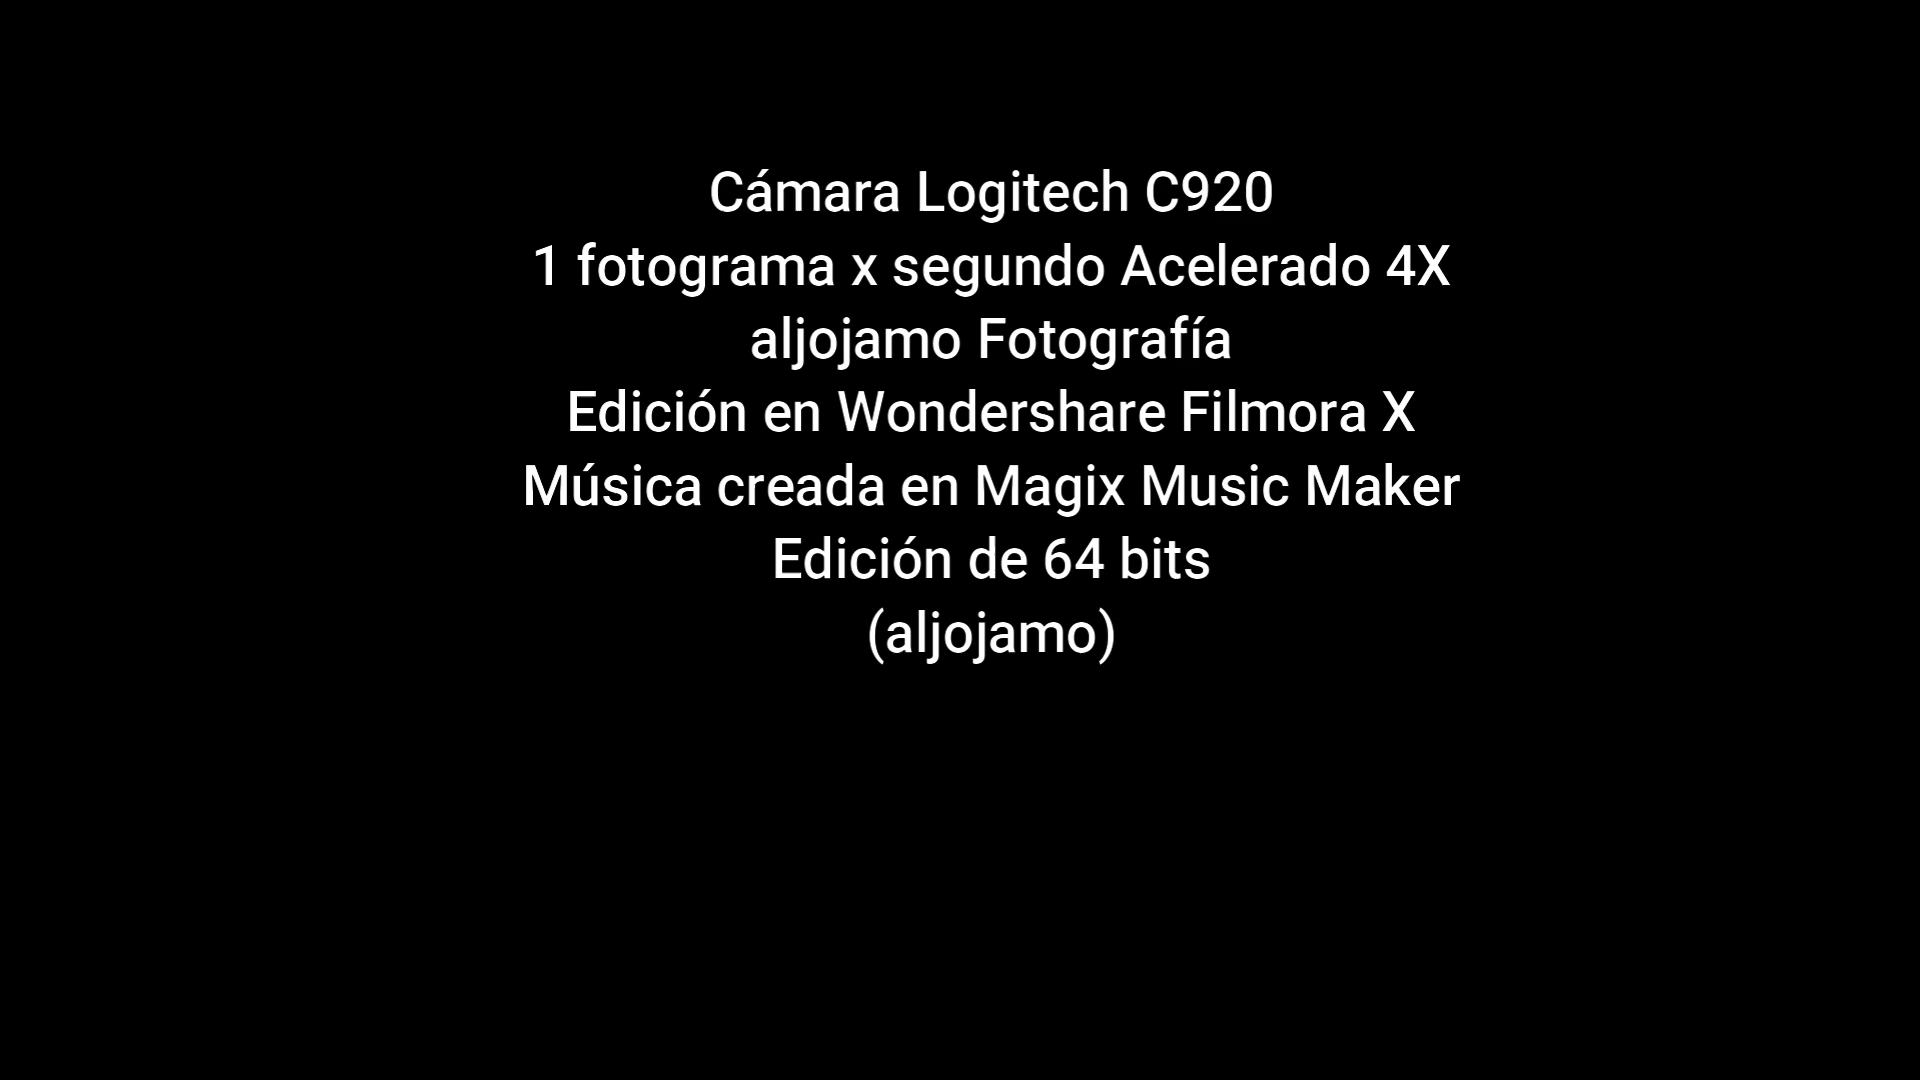 Cámara Logitech C920
1 fotograma x segundo Acelerado 4X
aljojamo Fotografía
Edición en Wondershare Filmora X
Música creada en Magix Music Maker
Edición de 64 bits
(aljojamo)